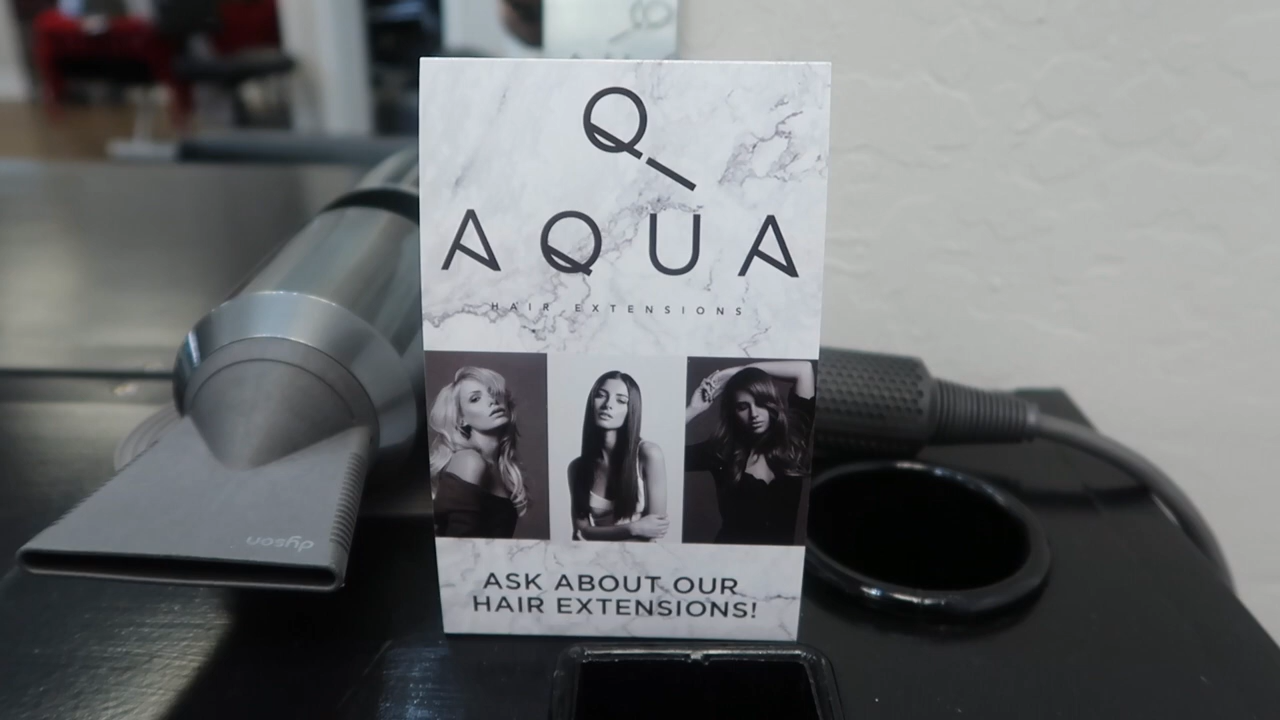 Q
AQUA
HAIR EXTENSIONS
ASK ABOUT OUR
HAIR EXTENSIONS!
dyson